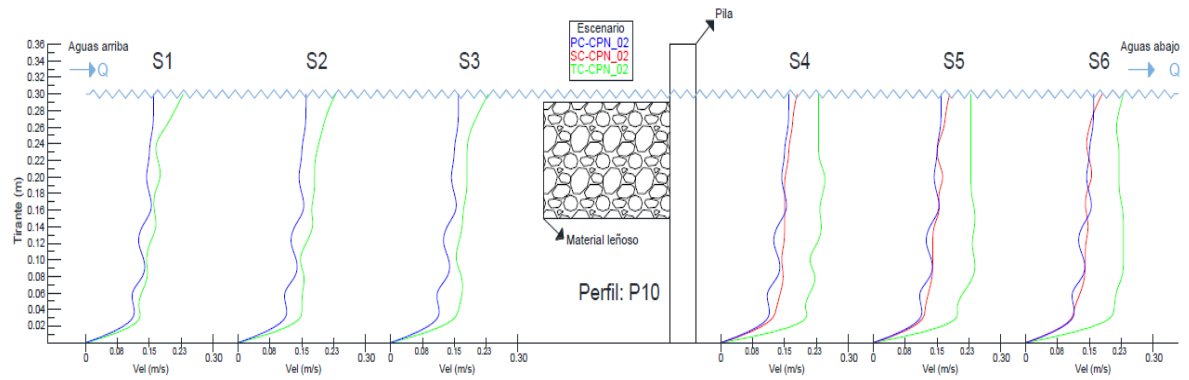 Pila
Escenario
PC-CPN_02
SC-CPN_02
TC-CPN_02
Aguas arriba
Q
S1
S2
S3
S4
S5
S6
Aguas abajo
Q
Tirante (m)
0.36
0.34
0.32
0.30
0.28
0.26
0.24
0.22
0.20
0.18
0.16
0.14
0.12
0.10
0.08
0.06
0.04
0.02
Material leñoso
Perfil: P10
0 0.08 0.15 0.23 0.30
Vel (m/s)
0 0.08 0.15 0.23 0.30
Vel (m/s)
0 0.08 0.15 0.23 0.30
Vel (m/s)
0 0.08 0.15 0.23 0.30
Vel (m/s)
0 0.08 0.15 0.23 0.30
Vel (m/s)
0 0.08 0.15 0.23 0.30
Vel (m/s)